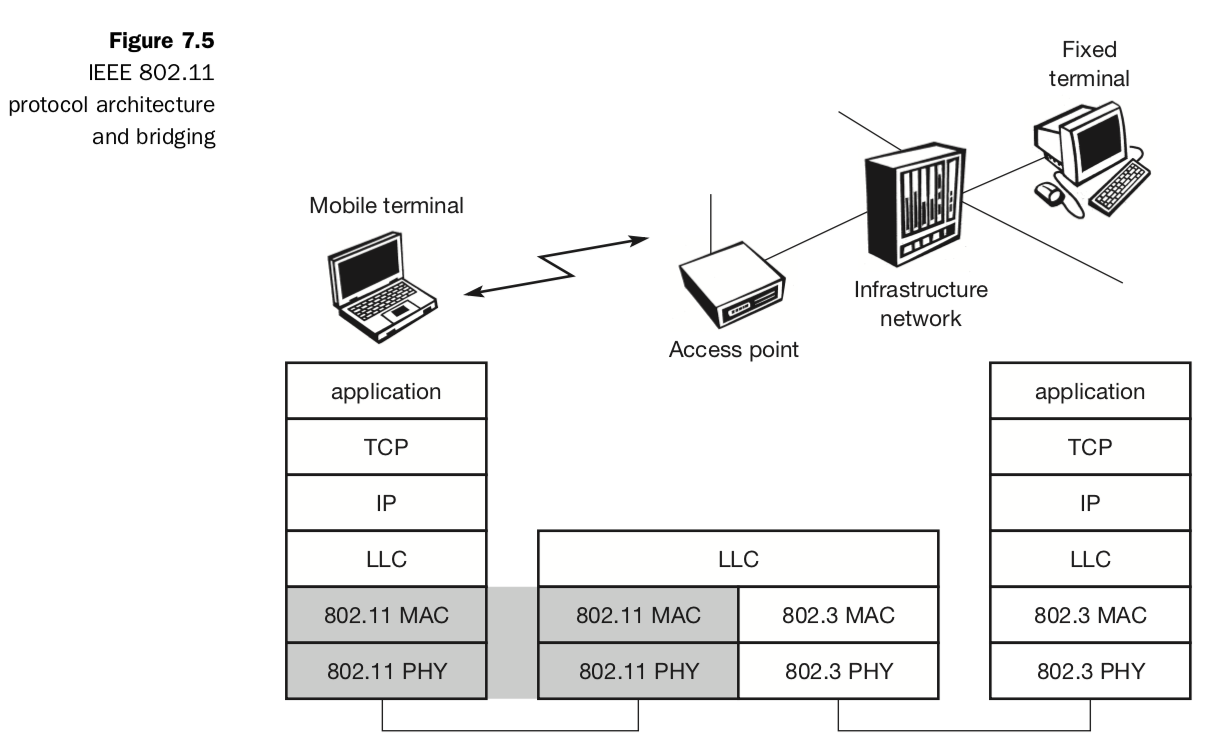 Figure 7.5
IEEE 802.11
protocol architecture
and bridging
Mobile terminal
Access point
Infrastructure
network
Fixed
terminal
application
TCP
IP
LLC
802.11 MAC
802.11 PHY
LLC
802.11 MAC
802.3 MAC
802.11 PHY
802.3 PHY
application
TCP
IP
LLC
802.3 MAC
802.3 PHY